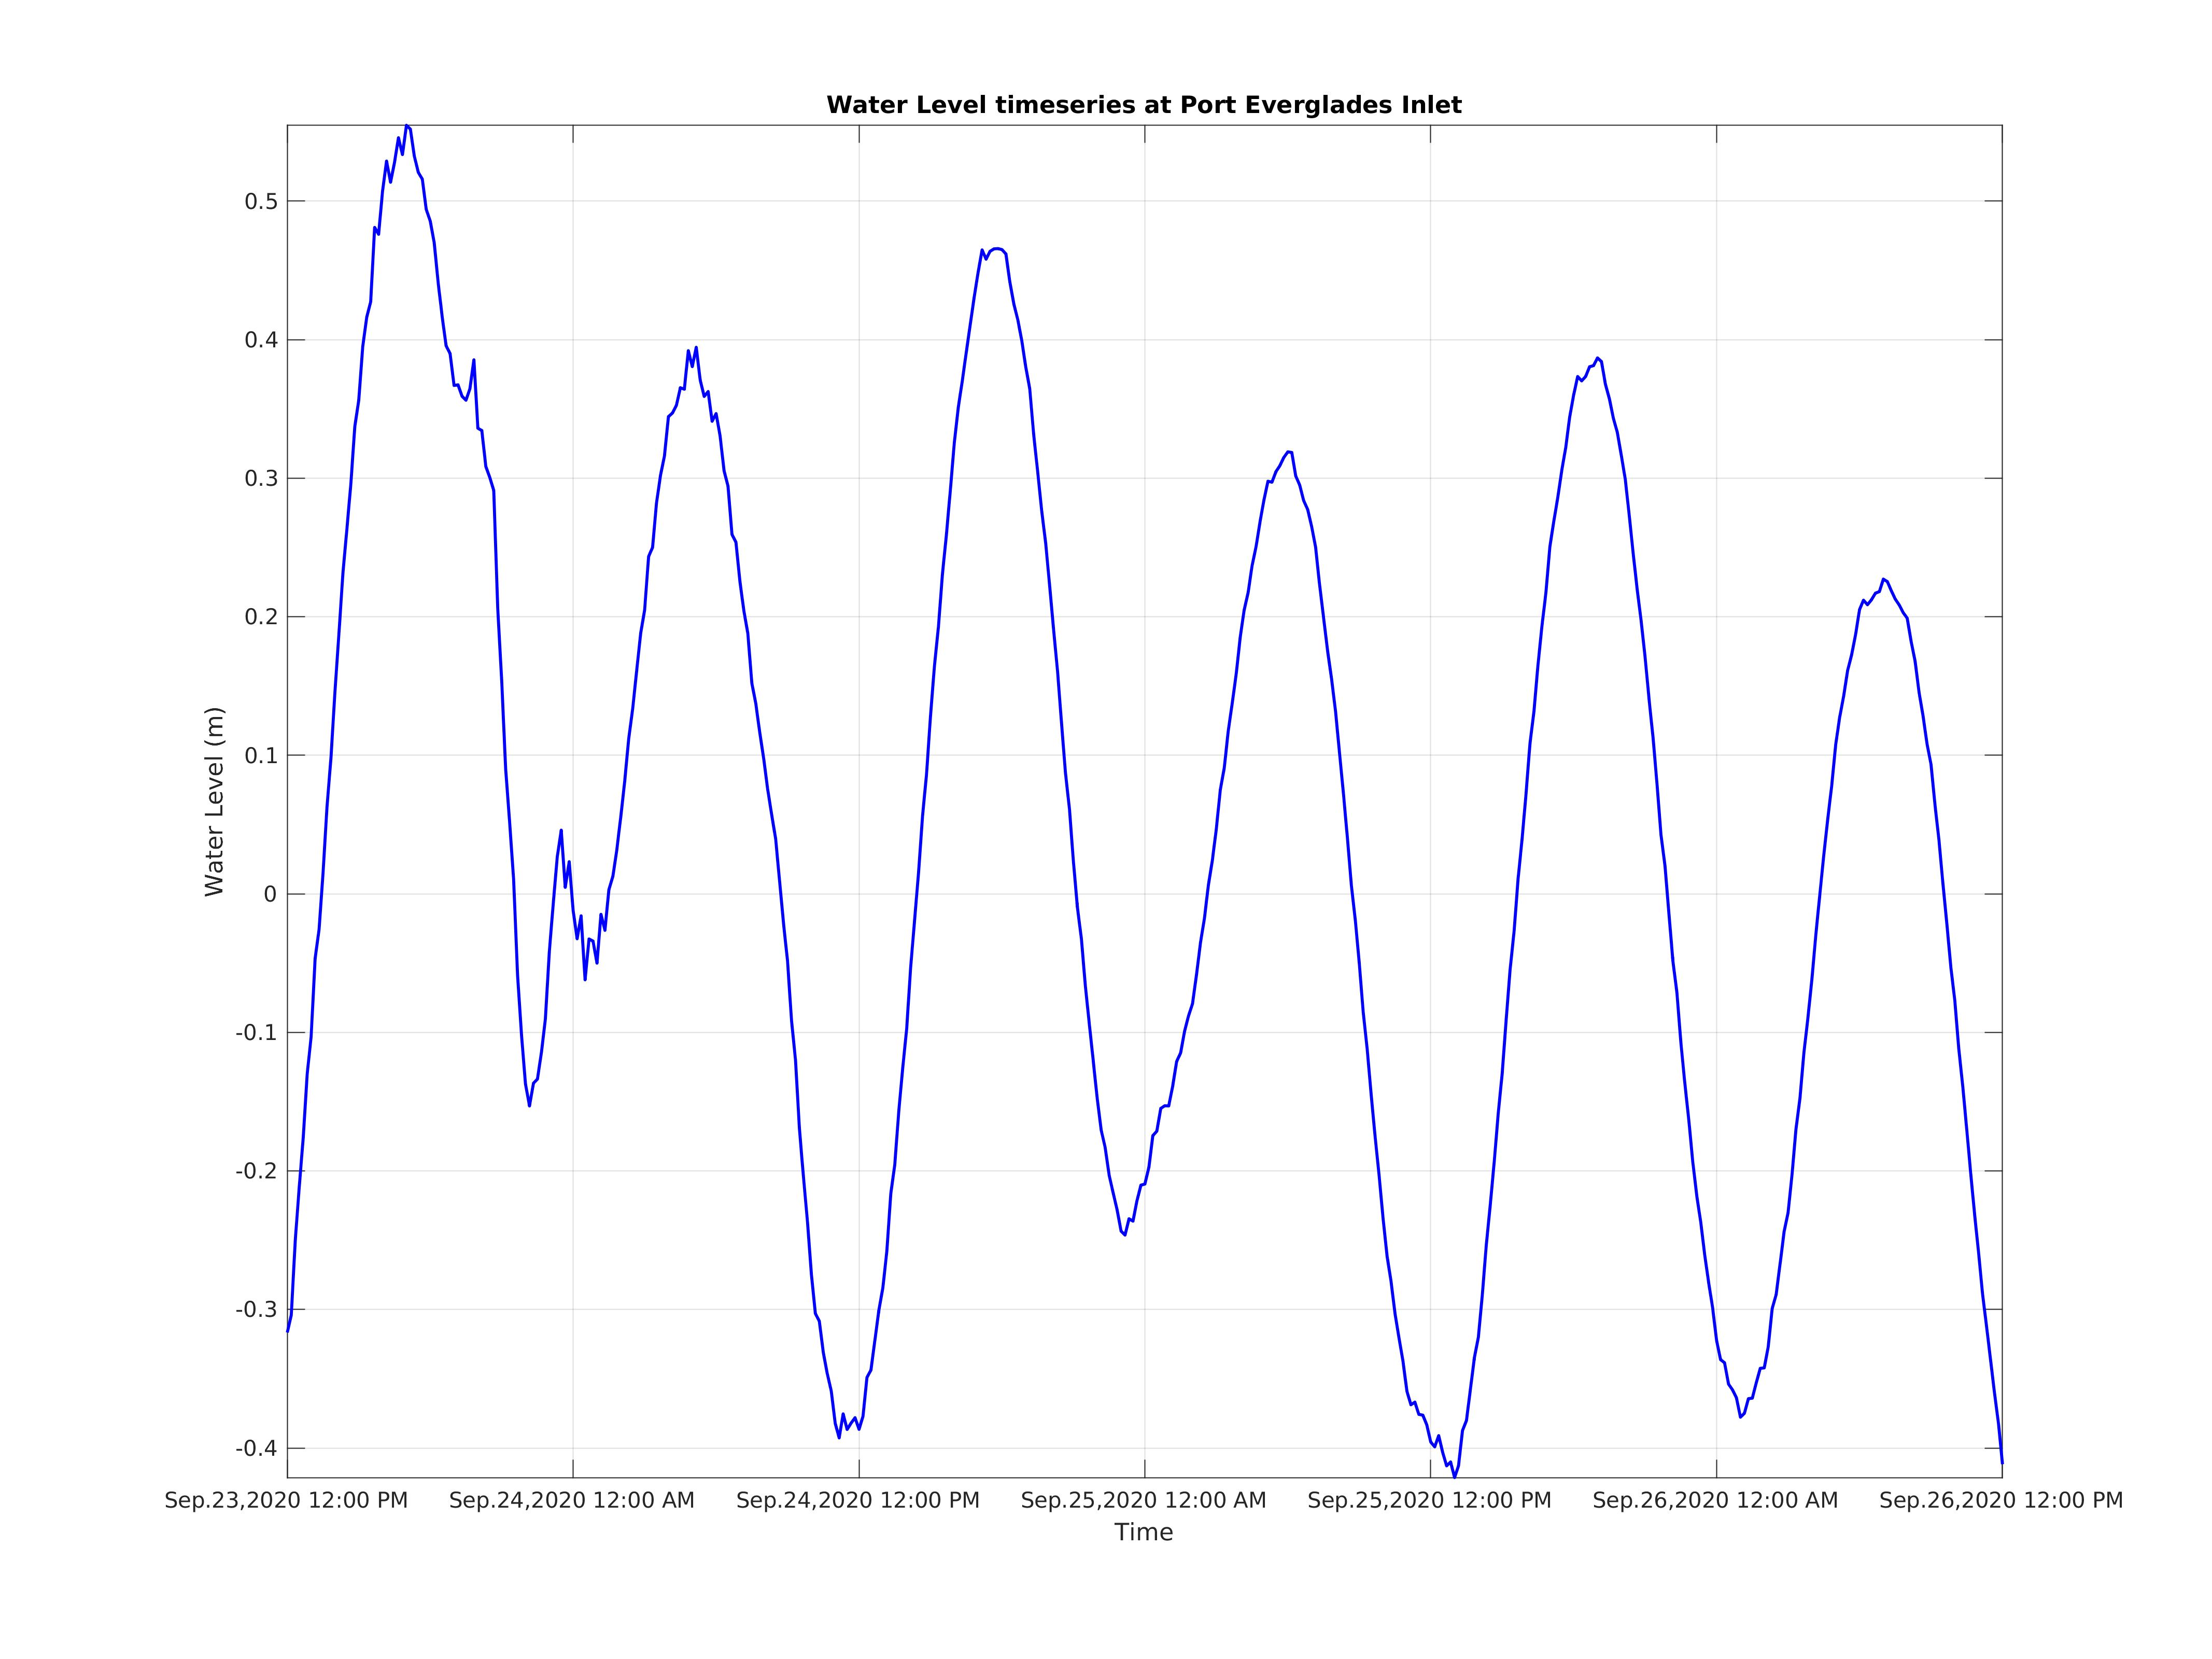 Water Level timeseries at Port Everglades Inlet
0.5
0.4
0.3
0.2
0.1
0
-0.1
-0.2
-0.3
-0.4
Water Level (m)
Sep.23,2020 12:00 PM Sep.24,2020 12:00 AM Sep.24,2020 12:00 PM Sep.25,2020 12:00 AM Sep.25,2020 12:00 PM Sep.26,2020 12:00 AM Sep.26,2020 12:00 PM
Time